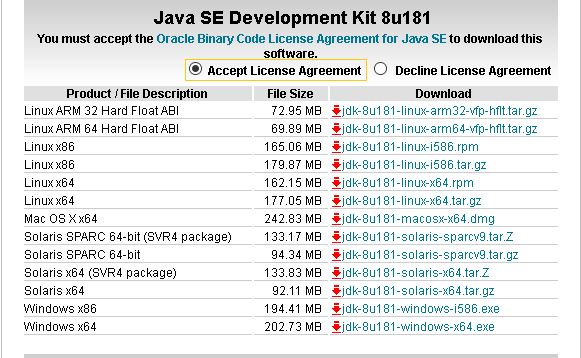 Java SE Development Kit 8u181
You must accept the Oracle Binary Code License Agreement for Java SE to download this
software.
Accept License Agreement Decline License Agreement
Product / File Description File Size Download
Linux ARM 32 Hard Float ABI 72.95 MB jdk-8u181-linux-arm32-vfp-hflt.tar.gz
Linux ARM 64 Hard Float ABI 69.89 MB jdk-8u181-linux-arm64-vfp-hflt.tar.gz
Linux x86 165.06 MB jdk-8u181-linux-i586.rpm
Linux x86 179.87 MB jdk-8u181-linux-i586.tar.gz
Linux x64 162.15 MB jdk-8u181-linux-x64.rpm
Linux x64 177.05 MB jdk-8u181-linux-x64.tar.gz
Mac OS X x64 242.83 MB jdk-8u181-macosx-x64.dmg
Solaris SPARC 64-bit (SVR4 package) 133.17 MB jdk-8u181-solaris-sparcv9.tar.Z
Solaris SPARC 64-bit 94.34 MB jdk-8u181-solaris-sparcv9.tar.gz
Solaris x64 (SVR4 package) 133.83 MB jdk-8u181-solaris-x64.tar.Z
Solaris x64 92.11 MB jdk-8u181-solaris-x64.tar.gz
Windows x86 194.41 MB jdk-8u181-windows-i586.exe
Windows x64 202.73 MB jdk-8u181-windows-x64.exe